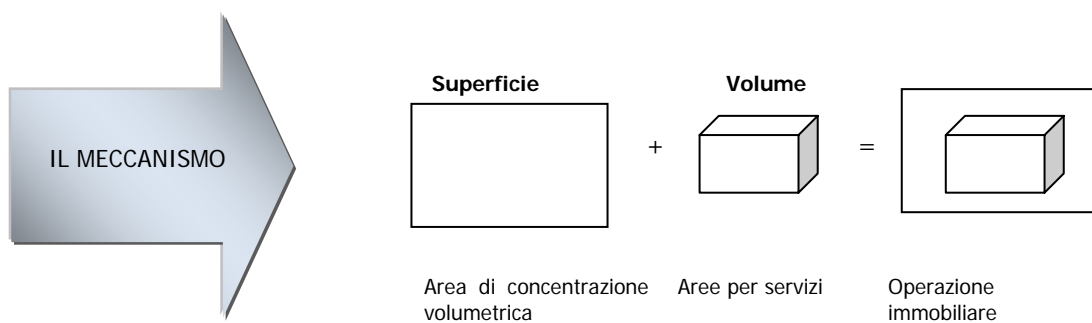 IL MECCANISMO
Superficie
Volume
+
=
Area di concentrazione
volumetrica
Aree per servizi
Operazione
immobiliare